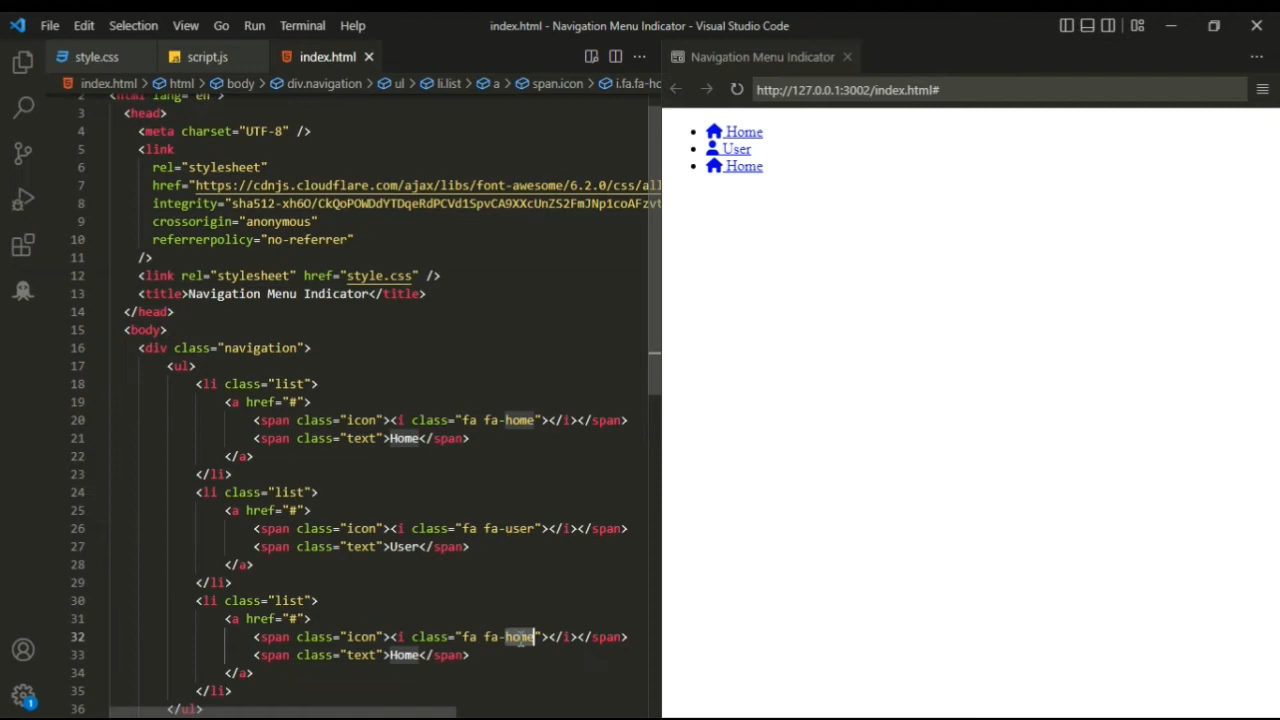 File Edit Selection View Go Run Terminal Help index.html - Navigation Menu Indicator - Visual Studio Code
style.css script.js index.html
Navigation Menu Indicator
index.html > html > body > div.navigation > ul > li.list > a > span.icon > i.fa.fa-ho
http://127.0.0.1:3002/index.html#
2 <html lang="en">
3 <head>
4 <meta charset="UTF-8" />
5 <link
6 rel="stylesheet"
7 href="https://cdnjs.cloudflare.com/ajax/libs/font-awesome/6.2.0/css/all
8 integrity="sha512-xh6O/CkQoPOWDdYTDqeRdPCVd1SpvCA9XXcUnZS2FmJNp1coAFzvt
9 crossorigin="anonymous"
10 referrerpolicy="no-referrer"
11 />
12 <link rel="stylesheet" href="style.css" />
13 <title>Navigation Menu Indicator</title>
14 </head>
15 <body>
16 <div class="navigation">
17 <ul>
18 <li class="list">
19 <a href="#">
20 <span class="icon"><i class="fa fa-home"></i></span>
21 <span class="text">Home</span>
22 </a>
23 </li>
24 <li class="list">
25 <a href="#">
26 <span class="icon"><i class="fa fa-user"></i></span>
27 <span class="text">User</span>
28 </a>
29 </li>
30 <li class="list">
31 <a href="#">
32 <span class="icon"><i class="fa fa-home"></i></span>
33 <span class="text">Home</span>
34 </a>
35 </li>
36 </ul>
1
Home
User
Home